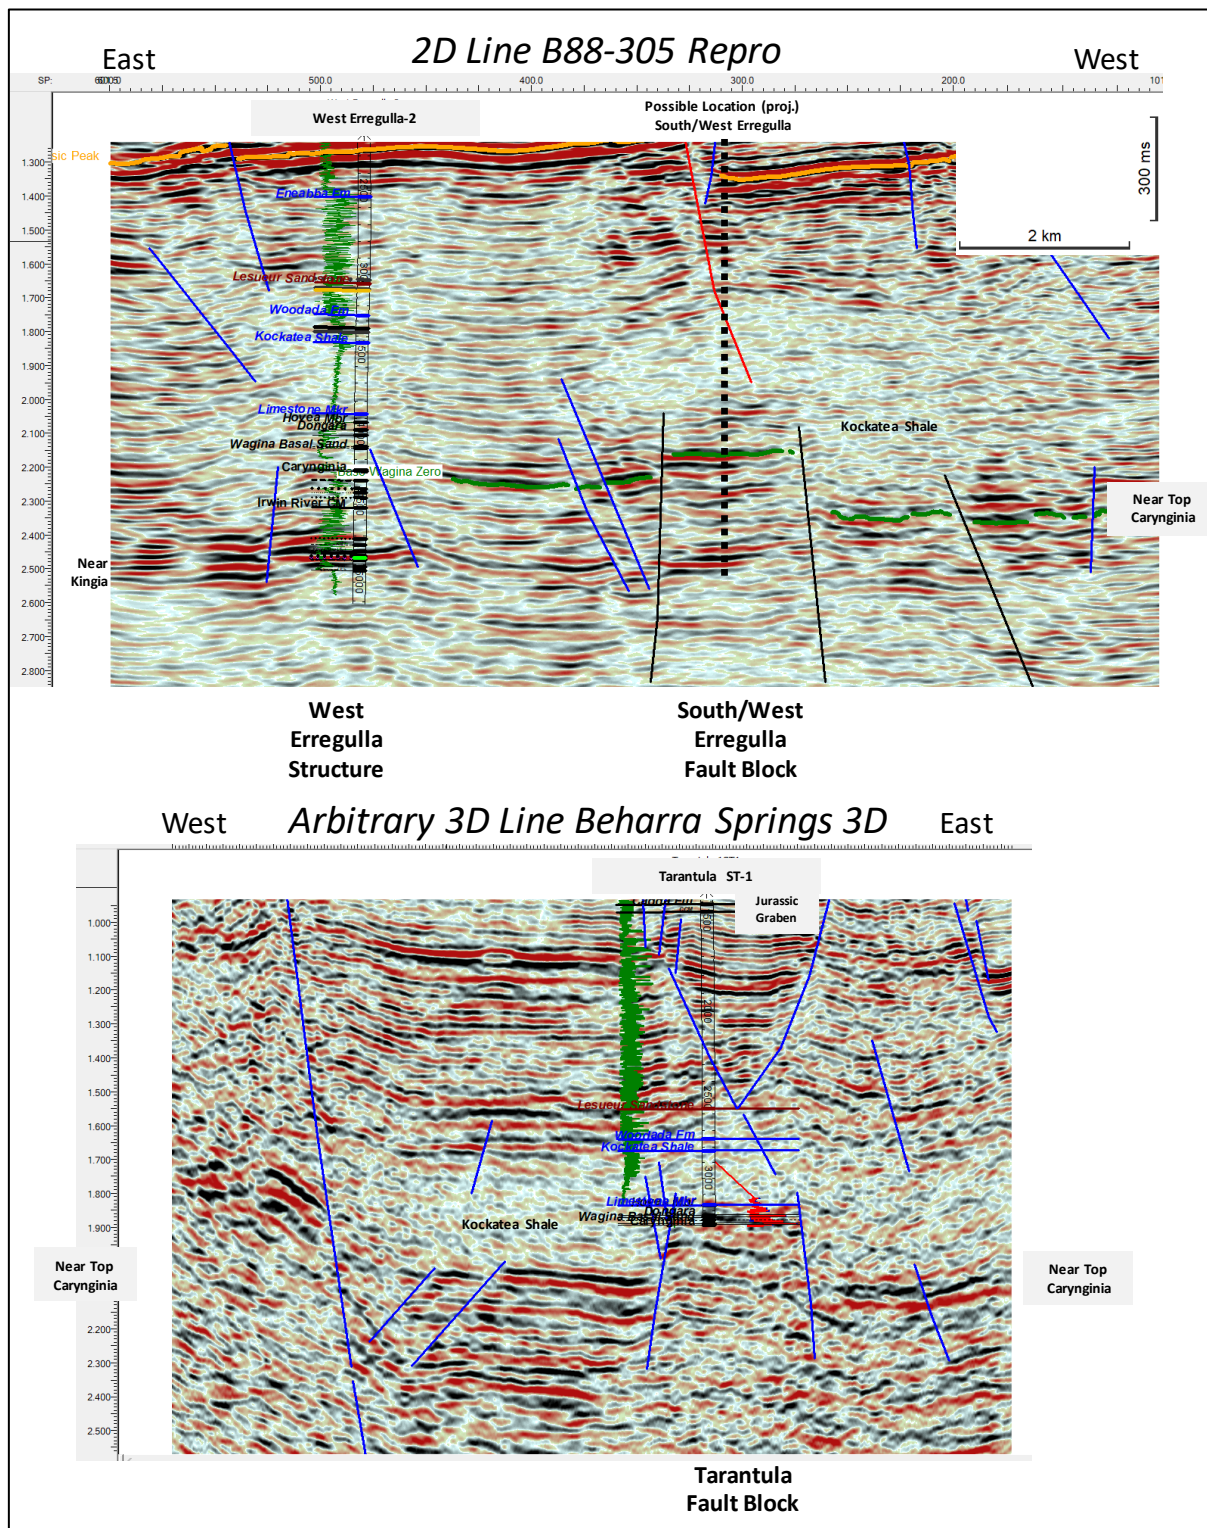 2D Line B88-305 Repro
East
West
SP:
500.0
400.0
300.0
200.0
West Erregulla-2
Possible Location (proj.)
South/West Erregulla
sic Peak
300 ms
2 km
1.300
1.400
1.500
1.600
1.700
1.800
1.900
2.000
2.100
2.200
2.300
2.400
2.500
2.600
2.700
2.800
Eneabba Fm
Lesueur Sandstone
Woodada Fm
Kockatea Shale
Limestone Mkr
Hovea Mbr
Dongara
Wagina Basal Sand
Carynginia
Base Wagina Zero
Irwin River CM
Kockatea Shale
Near Top
Carynginia
Near
Kingia
West
Erregulla
Structure
South/West
Erregulla
Fault Block
Arbitrary 3D Line Beharra Springs 3D
West
East
Tarantula ST-1
Jurassic
Graben
1.000
1.100
1.200
1.300
1.400
1.500
1.600
1.700
1.800
1.900
2.200
2.300
2.400
2.500
2000
2500
3000
Lesueur Sandstone
Woodada Fm
Kockatea Shale
Limestone Mkr
Dongara
Wagina Basal Sand
Carynginia
Kockatea Shale
Near Top
Carynginia
Near Top
Carynginia
Tarantula
Fault Block